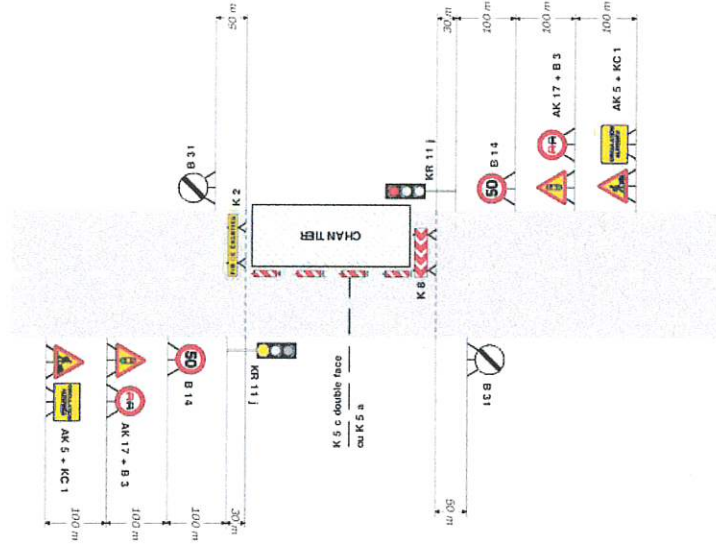 50 m
B 31
K 2
30 m
100 m
100 m
100 m
KR 11 j
B 14
50
AK 17 + B 3
AK 5 + KC 1
CHANTIER
K 8
K 5 c double face
ou K 5 a
AK 5 + KC 1
AK 17 + B 3
50
B 14
KR 11 j
100 m
100 m
100 m
30 m
B 31
50 m